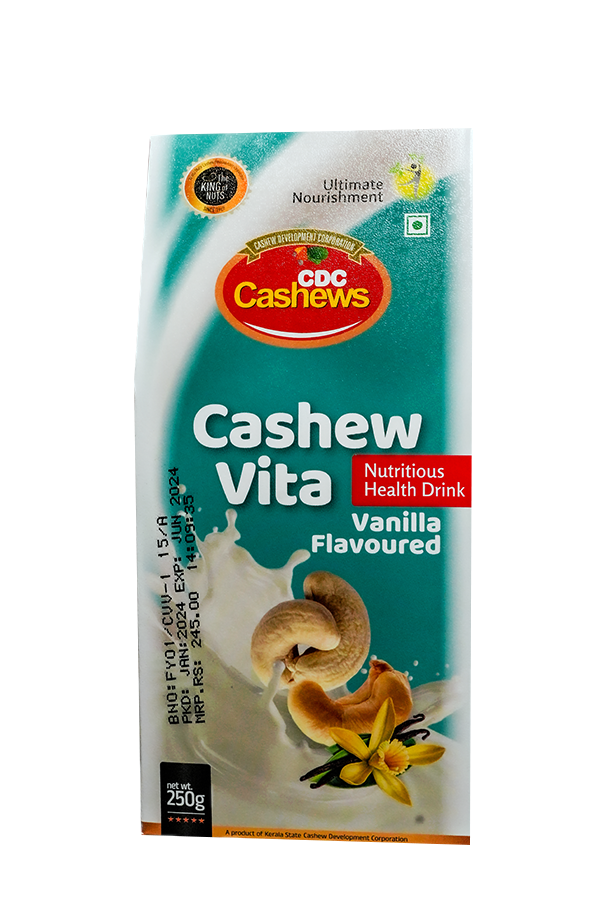 The
KING of
NUTS
Ultimate
Nourishment
CASHEW DEVELOPMENT CORPORATION
CDC
Cashews
Cashew
Vita
Nutritious
Health Drink
Vanilla
Flavoured
BNO:FY01/CVV-1 15/A
PKD: JAN:2024 EXP: JUN 2024
MRP.RS: 245.00 14:09:35
net wt.
250g
A product of Kerala State Cashew Development Corporation